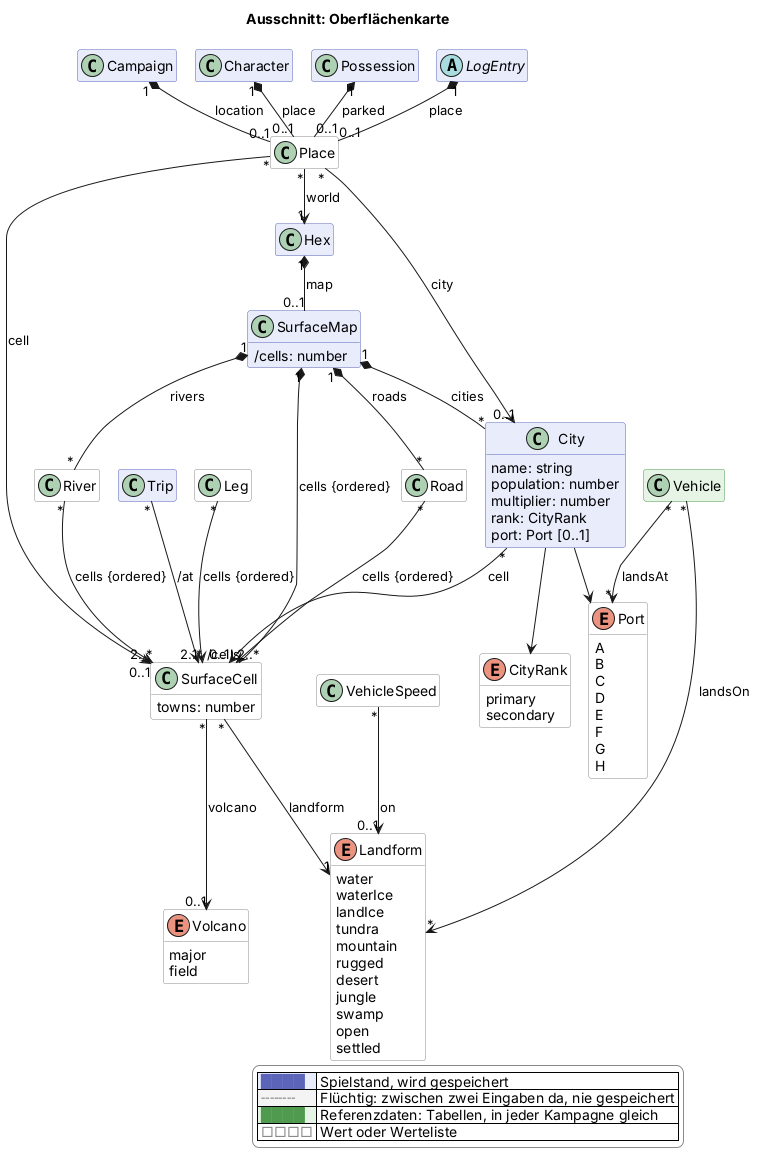 Ausschnitt: Oberflächenkarte
C Campaign
C Character
C Possession
A LogEntry
1
1
1
1
location
place
parked
place
0..1
0..1
0..1
0..1
C Place
*
*
*
world
1
C Hex
1
city
map
0..1
cell
C SurfaceMap
/cells: number
1
1
1
rivers
roads
cities
*
*
*
0..1
C City
name: string
population: number
multiplier: number
rank: CityRank
port: Port [0..1]
C River
C Trip
C Leg
cells {ordered}
C Road
C Vehicle
*
*
*
*
*
*
*
cells {ordered}
/at
cells {ordered}
cells {ordered}
cell
landsAt
*
0..1
C SurfaceCell
towns: number
C VehicleSpeed
E CityRank
primary
secondary
E Port
A
B
C
D
E
F
G
H
landsOn
*
*
*
volcano
landform
on
0..1
0..1
1
*
E Volcano
major
field
E Landform
water
waterIce
landIce
tundra
mountain
rugged
desert
jungle
swamp
open
settled
Spielstand, wird gespeichert
Flüchtig: zwischen zwei Eingaben da, nie gespeichert
Referenzdaten: Tabellen, in jeder Kampagne gleich
Wert oder Werteliste